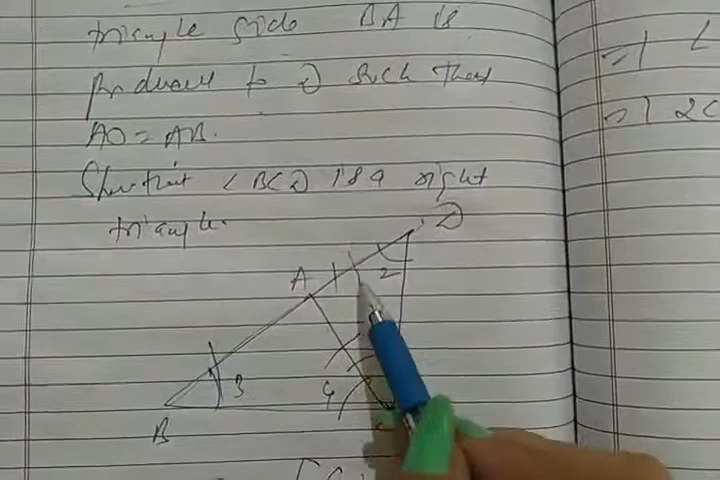 triangle side BA is
produced to D such that
AD = AB.
Show that ∠BCD is a right
triangle.
D
A
2
3
4
B
=) ∠
=) 2C